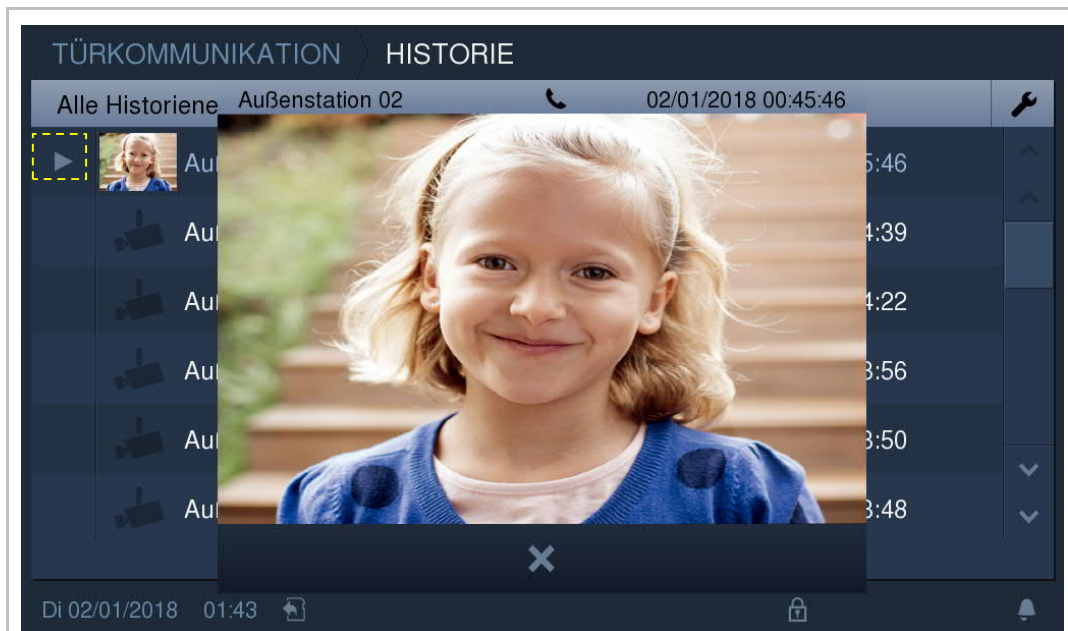 TÜRKOMMUNIKATION HISTORIE
Alle Historiene
Außenstation 02 02/01/2018 00:45:46
Au 5:46
Au 4:39
Au 4:22
Au 3:56
Au 3:50
Au 3:48
Di 02/01/2018 01:43